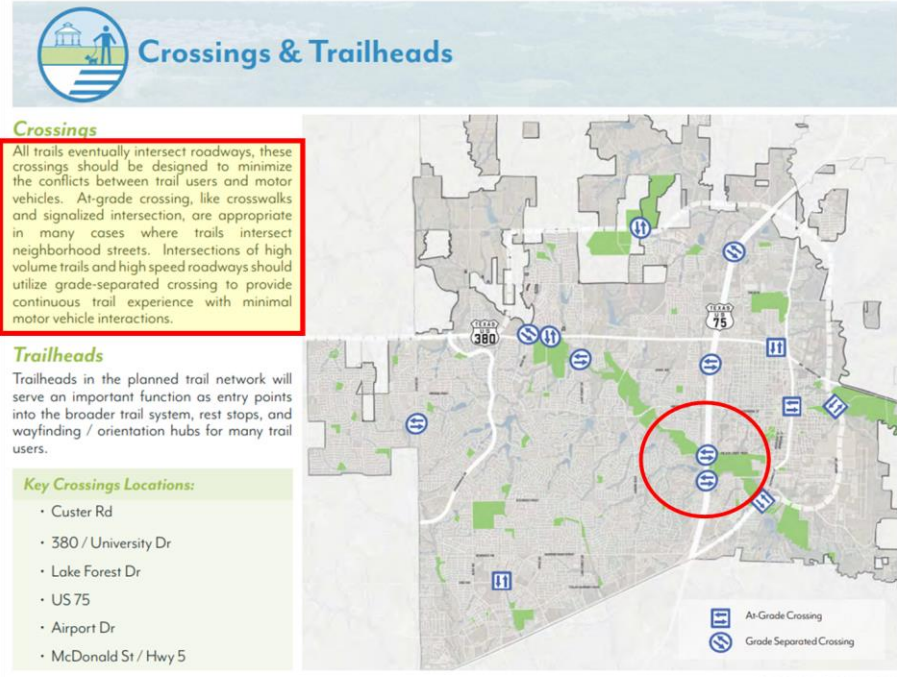 Crossings & Trailheads
Crossings
All trails eventually intersect roadways, these
crossings should be designed to minimize
the conflicts between trail users and motor
vehicles. At-grade crossing, like crosswalks
and signalized intersection, are appropriate
in many cases where trails intersect
neighborhood streets. Intersections of high
volume trails and high speed roadways should
utilize grade-separated crossing to provide
continuous trail experience with minimal
motor vehicle interactions.
Trailheads
Trailheads in the planned trail network will
serve an important function as entry points
into the broader trail system, rest stops, and
wayfinding / orientation hubs for many trail
users.
Key Crossings Locations:
• Custer Rd
• 380 / University Dr
• Lake Forest Dr
• US 75
• Airport Dr
• McDonald St / Hwy 5
TEXAS
US
380
TEXAS
US
75
At-Grade Crossing
Grade Separated Crossing